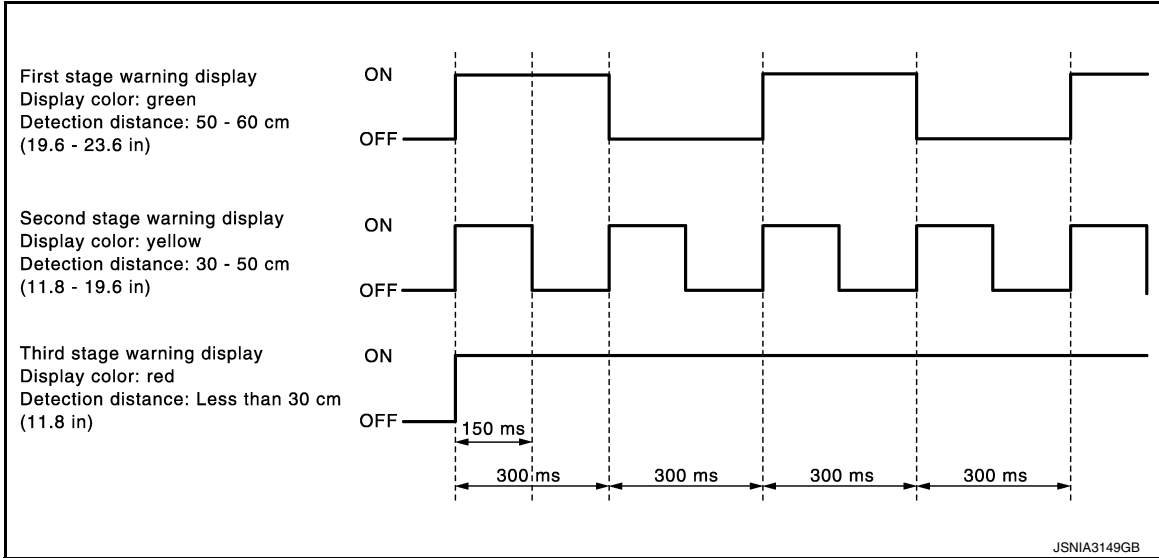 First stage warning display
Display color: green
Detection distance: 50 - 60 cm
(19.6 - 23.6 in)
ON
OFF
Second stage warning display
Display color: yellow
Detection distance: 30 - 50 cm
(11.8 - 19.6 in)
ON
OFF
Third stage warning display
Display color: red
Detection distance: Less than 30 cm
(11.8 in)
ON
OFF
150 ms
300 ms 300 ms 300 ms 300 ms
JSNIA3149GB